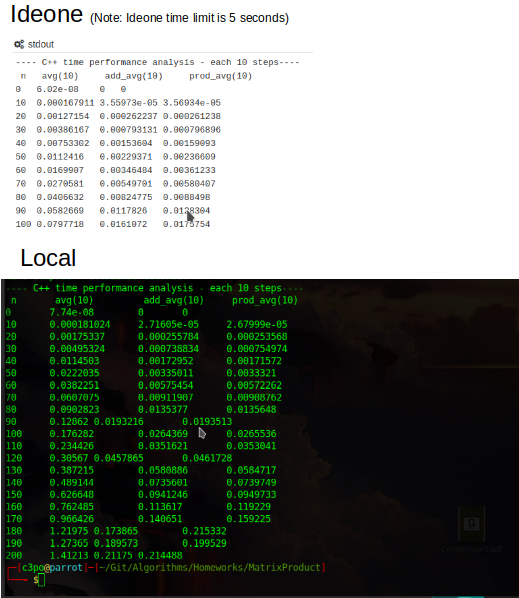 Ideone (Note: Ideone time limit is 5 seconds)
stdout
---- C++ time performance analysis - each 10 steps----
n avg(10) add_avg(10) prod_avg(10)
0 6.02e-08 0 0
10 0.000167911 3.55973e-05 3.56934e-05
20 0.00127154 0.000262237 0.000261238
30 0.00386167 0.000793131 0.000796896
40 0.00753302 0.00153604 0.00159093
50 0.0112416 0.00229371 0.00236609
60 0.0169907 0.00346484 0.00361233
70 0.0270581 0.00549701 0.00580407
80 0.0406632 0.00824775 0.0088498
90 0.0582669 0.0117826 0.0128304
100 0.0797718 0.0161072 0.0175754
Local
---- C++ time performance analysis - each 10 steps----
n avg(10) add_avg(10) prod_avg(10)
0 7.74e-08 0 0
10 0.000181024 2.71605e-05 2.67999e-05
20 0.00175337 0.000255784 0.000253568
30 0.00495324 0.000738834 0.000754974
40 0.0114503 0.00172952 0.00171572
50 0.0222035 0.00335011 0.0033321
60 0.0382251 0.00575454 0.00572262
70 0.0607075 0.00911907 0.00908762
80 0.0902823 0.0135377 0.0135648
90 0.12862 0.0193216 0.0193513
100 0.176282 0.0264369 0.0265536
110 0.234426 0.0351621 0.0353041
120 0.30567 0.0457865 0.0461728
130 0.387215 0.0580886 0.0584717
140 0.489144 0.0735601 0.0739749
150 0.626648 0.0941246 0.0949733
160 0.762485 0.113617 0.119229
170 0.966426 0.140651 0.159225
180 1.21975 0.173865 0.215332
190 1.27365 0.189573 0.199529
200 1.41213 0.21175 0.214488
[c3po@parrot]-[~/Git/Algorithms/Homeworks/MatrixProduct]
$